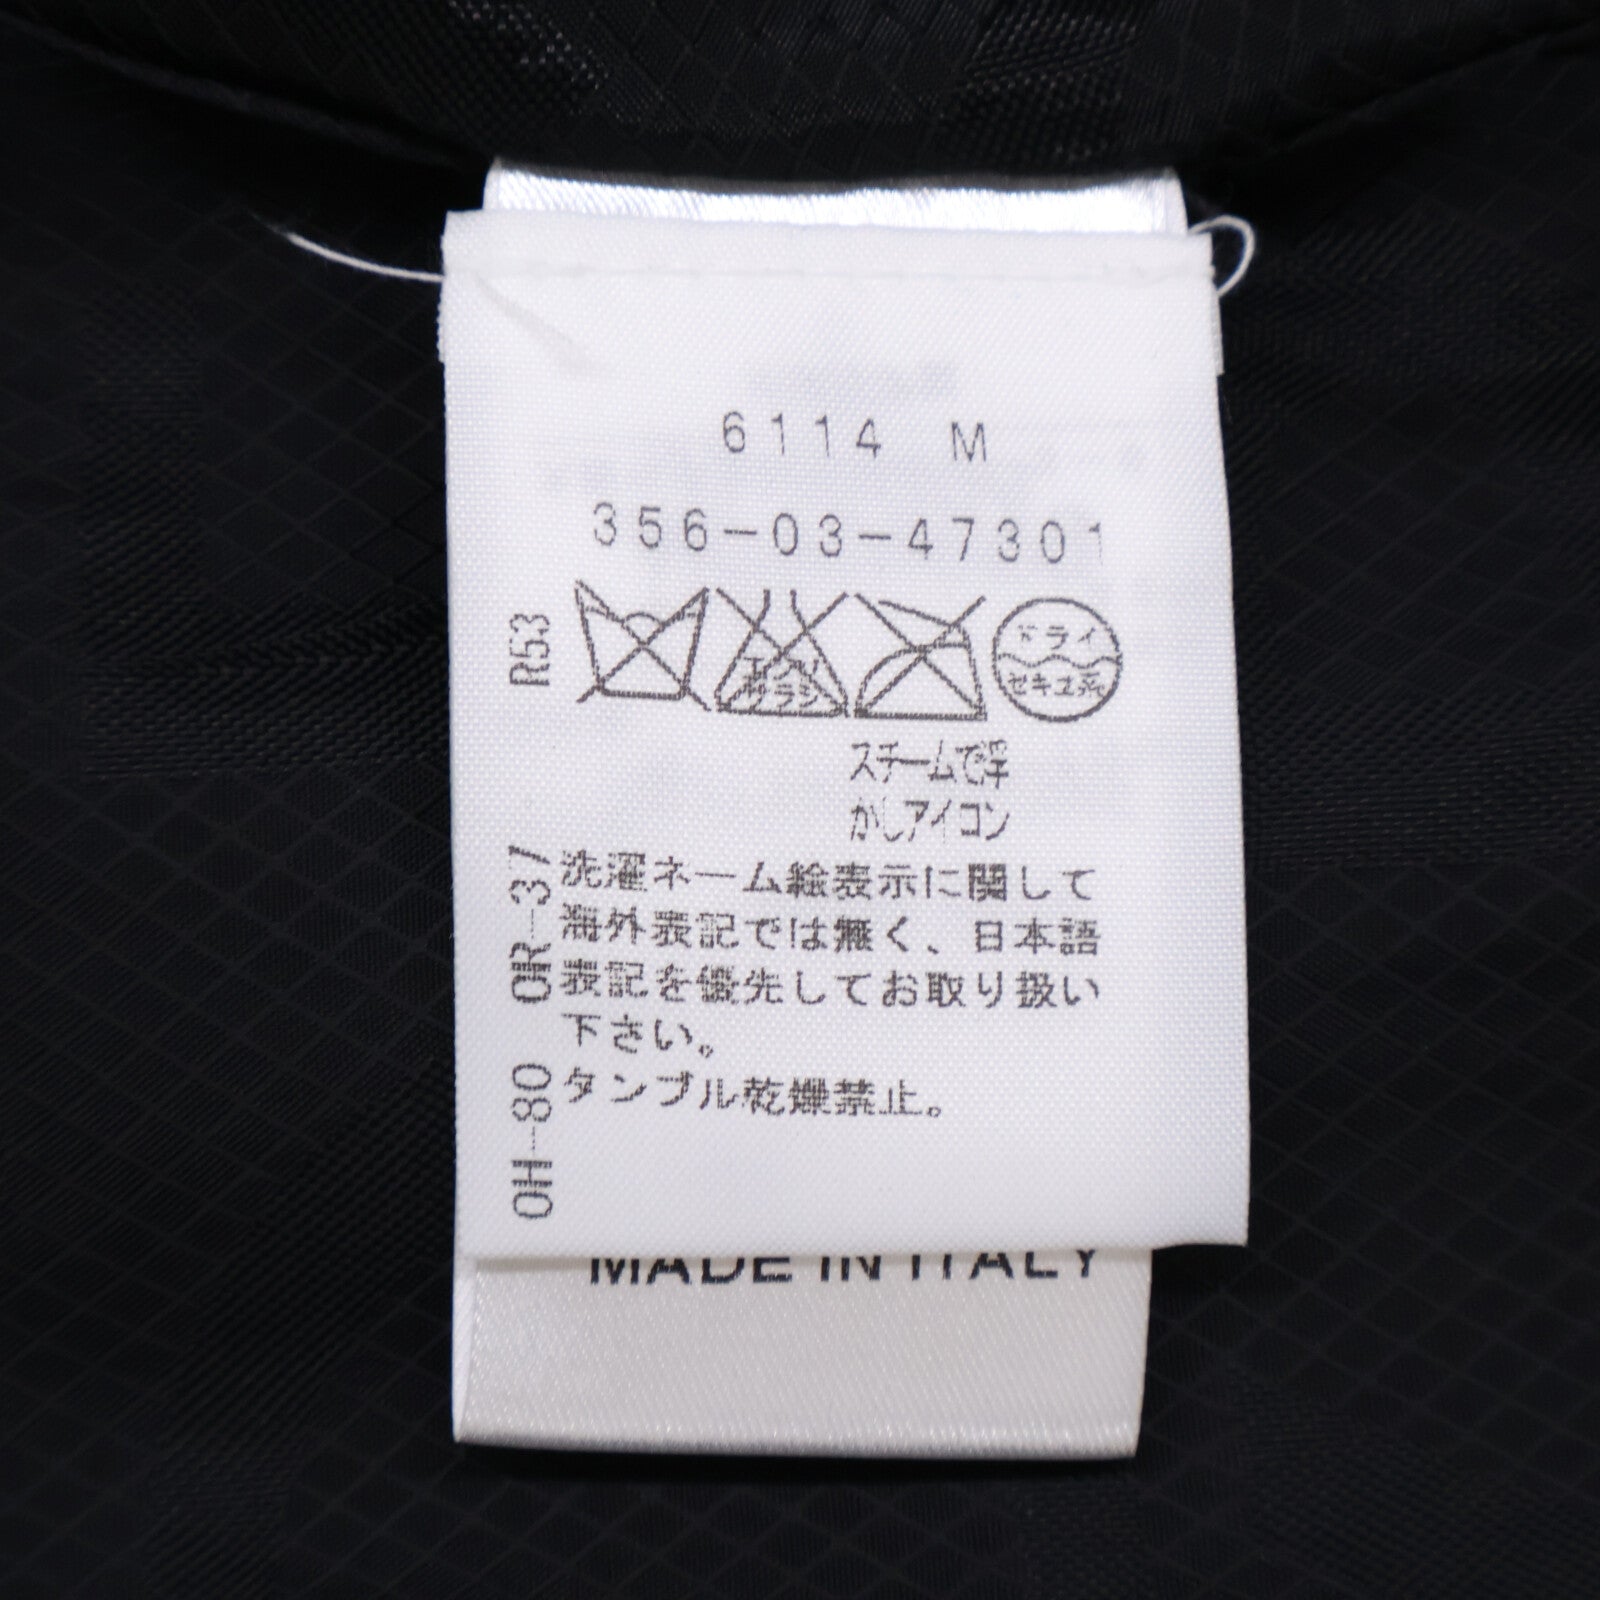 6114 M
356-03-47301
R53
エンソ
サラシ
ドライ
セキユ系
スチームで浮
かしアイロン
洗濯ネーム絵表示に関して
海外表記では無く、日本語
表記を優先してお取り扱い
下さい。
タンブル乾燥禁止。
OH-80 OR-37
MADE IN ITALY